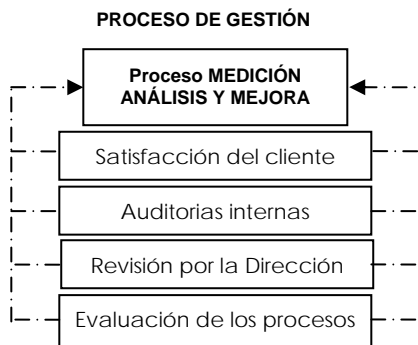 PROCESO DE GESTIÓN
Proceso MEDICIÓN
ANÁLISIS Y MEJORA
Satisfacción del cliente
Auditorias internas
Revisión por la Dirección
Evaluación de los procesos